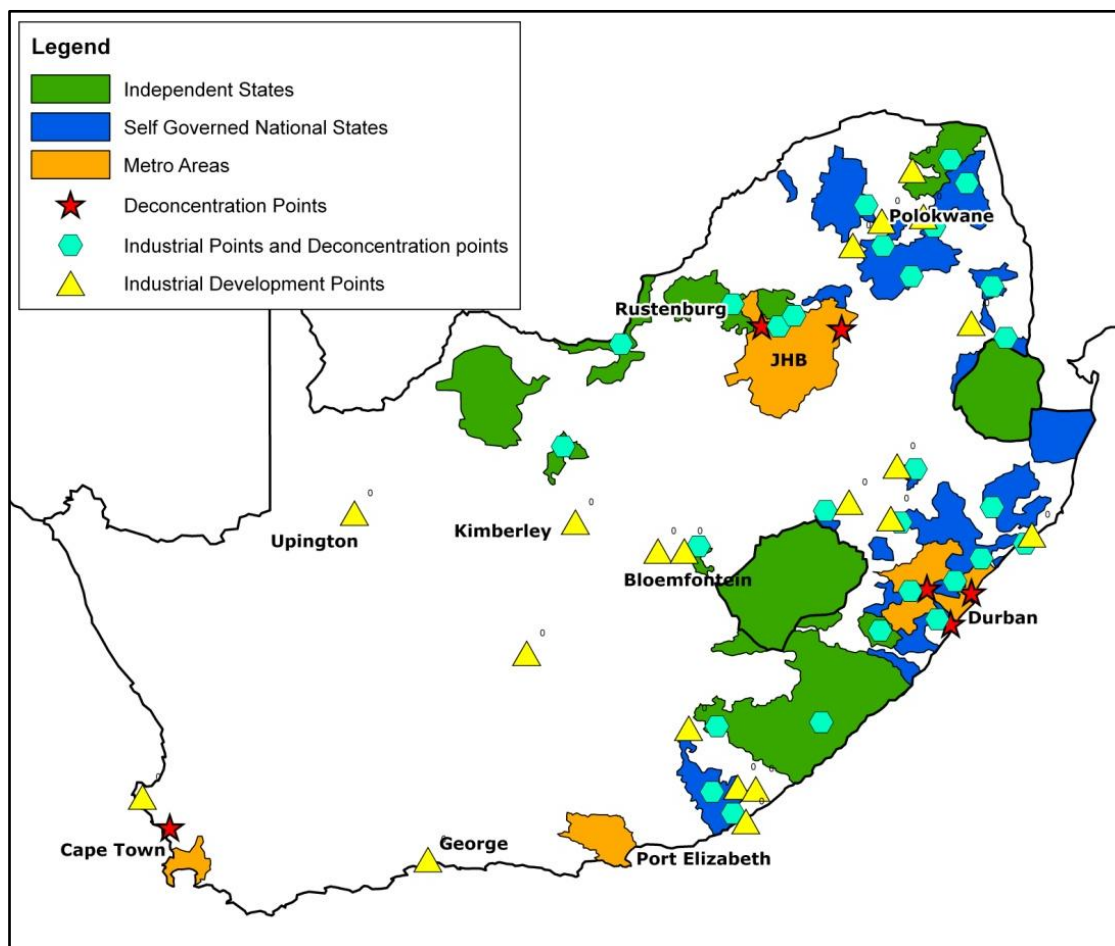 Legend
Independent States
Self Governed National States
Metro Areas
Deconcentration Points
Industrial Points and Deconcentration points
Industrial Development Points
Polokwane
Rustenburg
JHB
Upington
Kimberley
Bloemfontein
Durban
George
Cape Town
Port Elizabeth